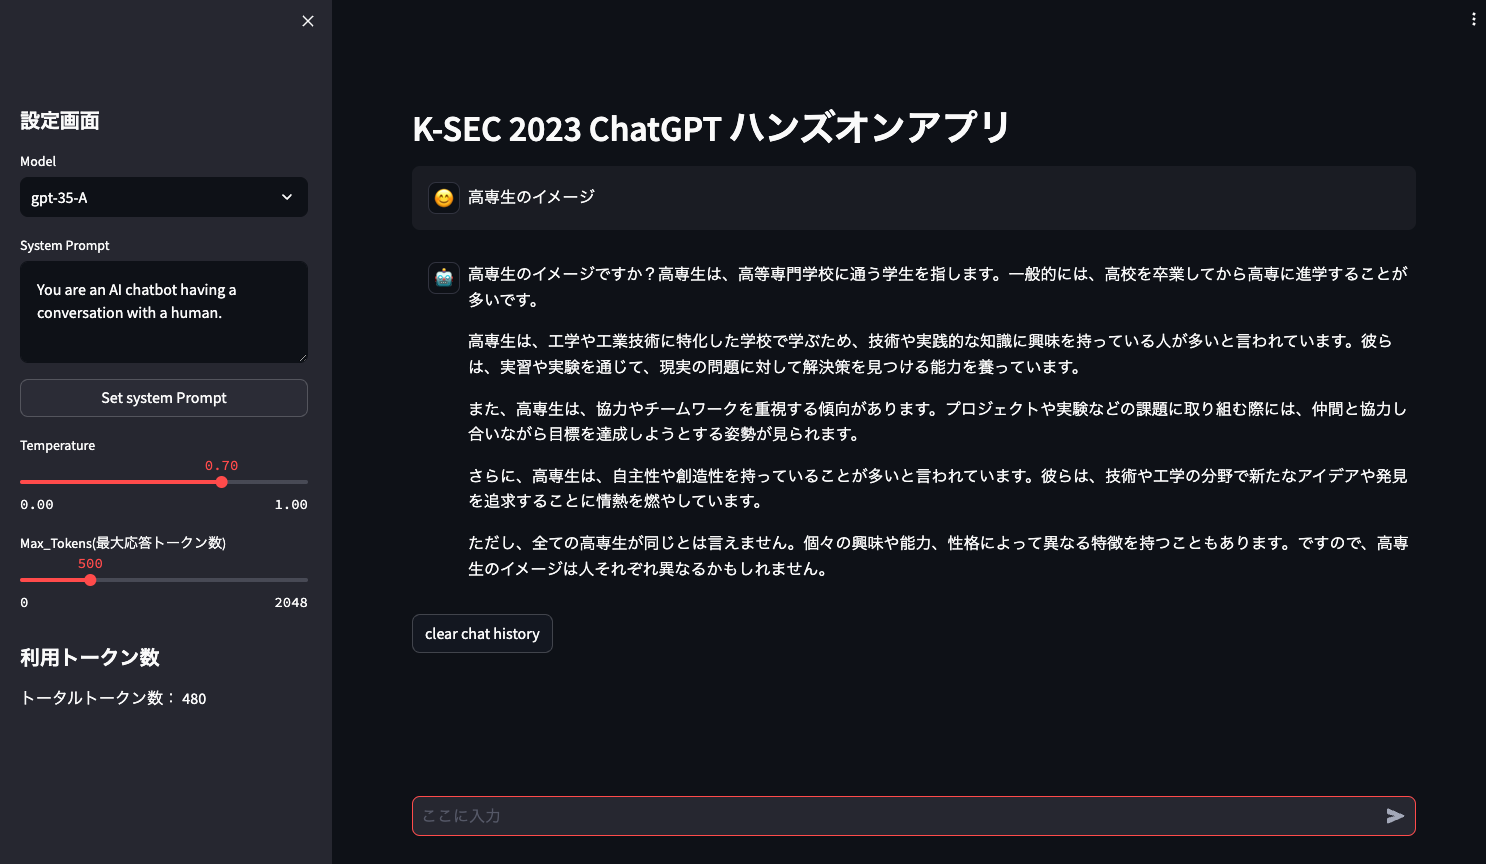 設定画面
Model
gpt-35-A
System Prompt
You are an AI chatbot having a
conversation with a human.
Set system Prompt
Temperature
0.70
0.00 1.00
Max_Tokens(最大応答トークン数)
500
0 2048
利用トークン数
トータルトークン数： 480
K-SEC 2023 ChatGPT ハンズオンアプリ
高専生のイメージ
高専生のイメージですか？高専生は、高等専門学校に通う学生を指します。一般的には、高校を卒業してから高専に進学することが
多いです。
高専生は、工学や工業技術に特化した学校で学ぶため、技術や実践的な知識に興味を持っている人が多いと言われています。彼ら
は、実習や実験を通じて、現実の問題に対して解決策を見つける能力を養っています。
また、高専生は、協力やチームワークを重視する傾向があります。プロジェクトや実験などの課題に取り組む際には、仲間と協力し
合いながら目標を達成しようとする姿勢が見られます。
さらに、高専生は、自主性や創造性を持っていることが多いと言われています。彼らは、技術や工学の分野で新たなアイデアや発見
を追求することに情熱を燃やしています。
ただし、全ての高専生が同じとは言えません。個々の興味や能力、性格によって異なる特徴を持つこともあります。ですので、高専
生のイメージは人それぞれ異なるかもしれません。
clear chat history
ここに入力